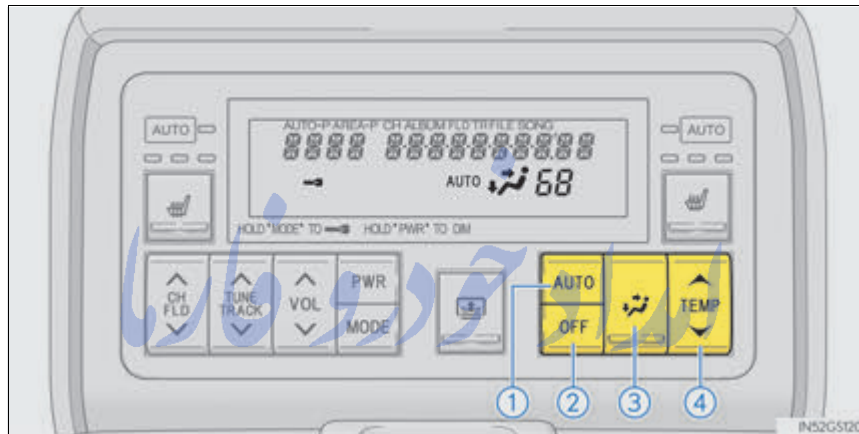 AUTO-P AREA-P CH ALBUM FLD TR FILE SONG
AUTO AUTO
AUTO 68
HOLD "MODE" TO HOLD "PWR" TO DIM
CH FLD
TUNE TRACK
VOL
PWR
MODE
AUTO
OFF
TEMP
1 2 3 4
IN52GS120